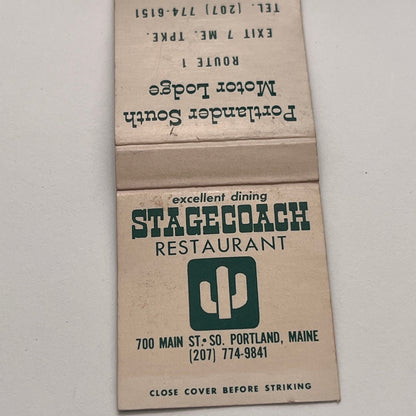 Portlander South
Motor Lodge
ROUTE 1
EXIT 7 ME. TPKE.
TEL. (207) 774-6151
excellent dining
STAGECOACH
RESTAURANT
700 MAIN ST. • SO. PORTLAND, MAINE
(207) 774-9841
CLOSE COVER BEFORE STRIKING